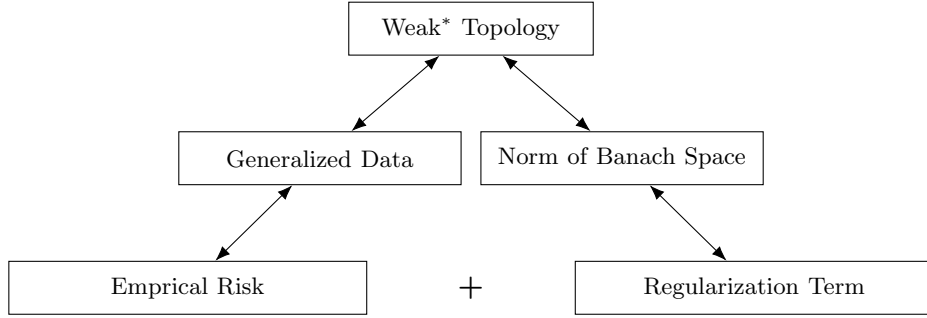 Weak* Topology
Generalized Data
Norm of Banach Space
Emprical Risk
+
Regularization Term